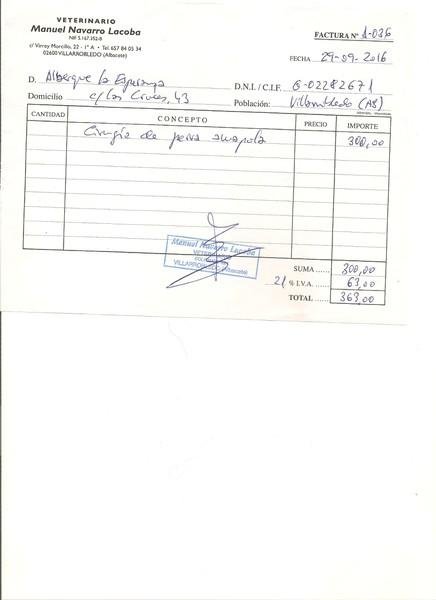 VETERINARIO
Manuel Navarro Lacoba
NIF 5.167.352-B
c/ Virrey Morcillo, 22 - 1º A • Tel. 657 84 05 34
02600 VILLARROBLEDO (Albacete)
FACTURA Nº 1-036
FECHA 29-09-2016
D. Albergue la Esperanza
D.N.I. / C.I.F. G-02282671
Domicilio c/ Las Cruces, 43
Población: Villarrobledo (AB)
CANTIDAD CONCEPTO PRECIO IMPORTE
Cirugía de perra amapola 300,00
Manuel Navarro Lacoba
VETERINARIO
VILLARROBLEDO (Albacete)
SUMA ...... 300,00
21 % I.V.A. ...... 63,00
TOTAL ...... 363,00